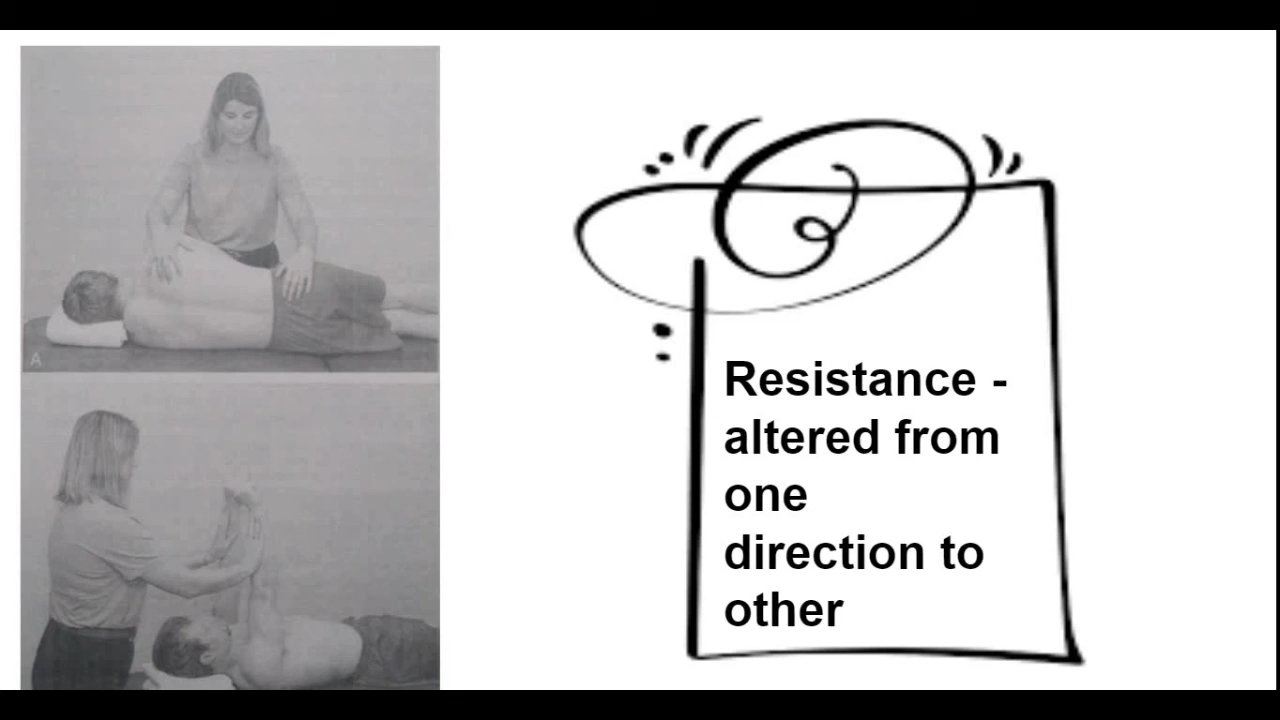 A
Resistance -
altered from
one
direction to
other